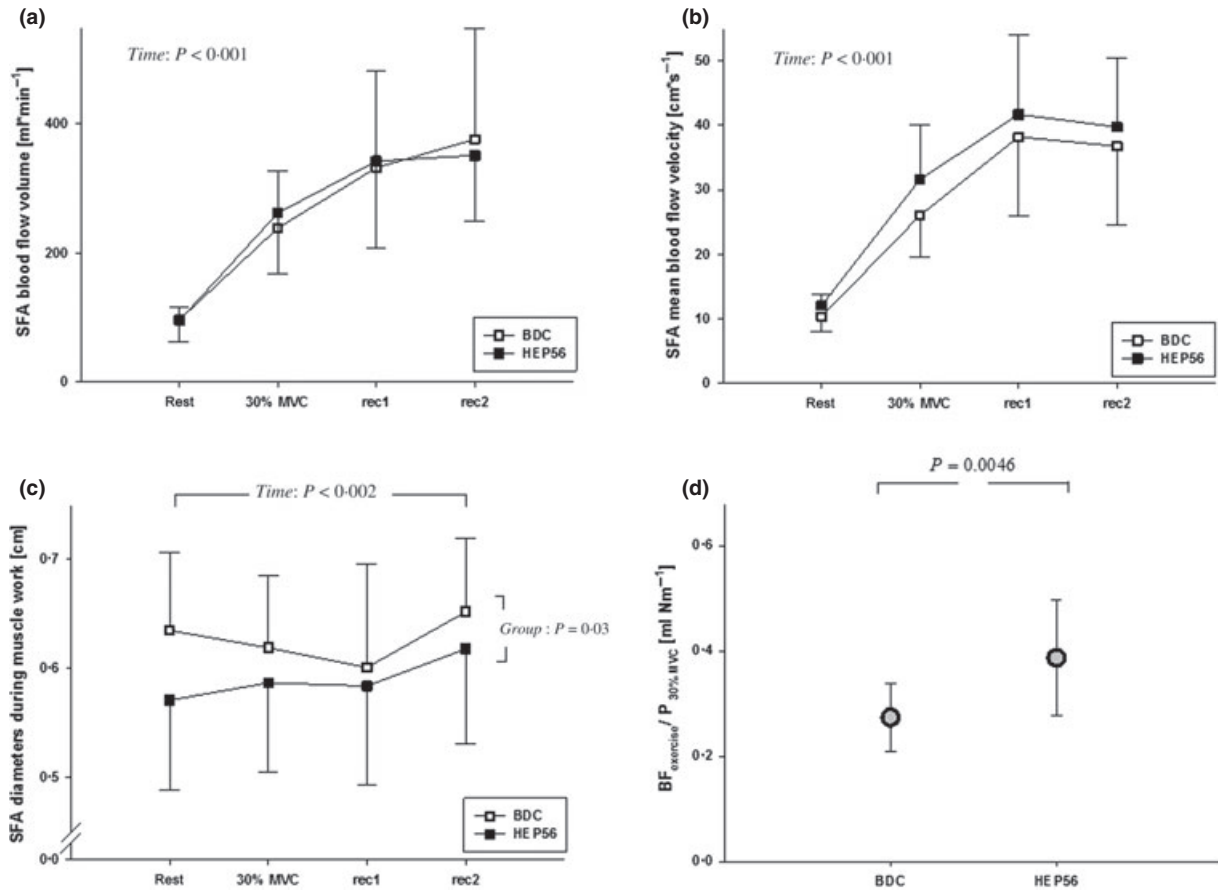 (a)
Time: P < 0·001
SFA blood flow volume [ml*min⁻¹]
400
200
0
Rest 30% MVC rec1 rec2
BDC
HEP56
(b)
Time: P < 0·001
SFA mean blood flow velocity [cm*s⁻¹]
50
40
30
20
10
0
Rest 30% MVC rec1 rec2
BDC
HEP56
(c)
Time: P < 0·002
SFA diameters during muscle work [cm]
0·7
0·6
0·5
0·0
Group : P = 0·03
Rest 30% MVC rec1 rec2
BDC
HEP56
(d)
P = 0.0046
BF exercise / P 30% MVC [ml Nm⁻¹]
0·6
0·4
0·2
0·0
BDC HEP56